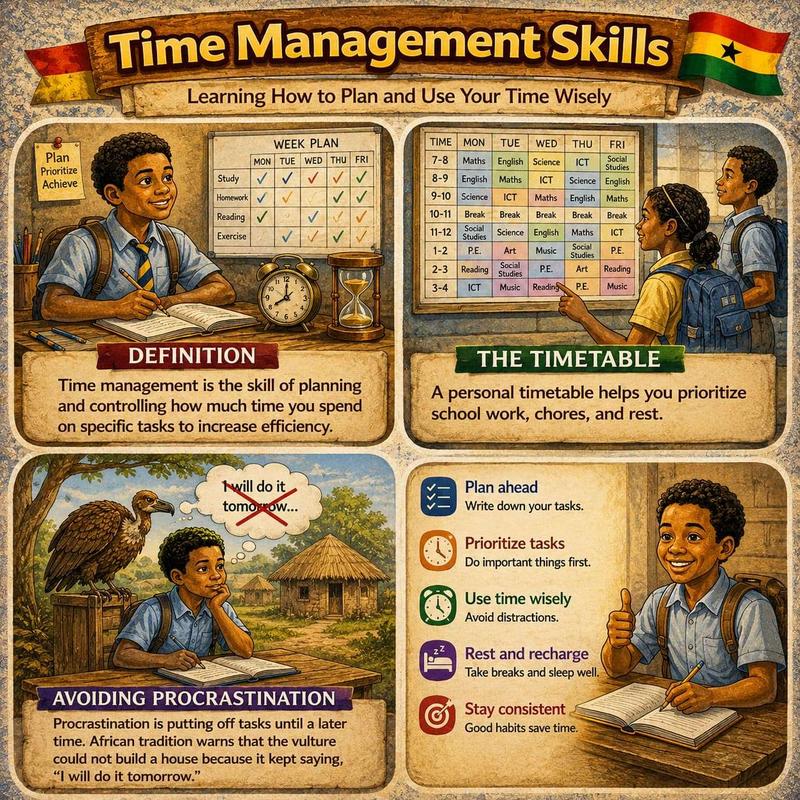 Time Management Skills
Learning How to Plan and Use Your Time Wisely
Plan
Prioritize
Achieve
WEEK PLAN
MON TUE WED THU FRI
Study ✓ ✓ ✓ ✓ ✓
Homework ✓ ✓ ✓ ✓
Reading ✓ ✓ ✓ ✓
Exercise ✓ ✓ ✓
DEFINITION
Time management is the skill of planning
and controlling how much time you spend
on specific tasks to increase efficiency.
TIME MON TUE WED THU FRI
7-8 Maths English Science ICT Social Studies
8-9 English Maths ICT Science English
9-10 Science ICT Maths English Maths
10-11 Break Break Break Break Break
11-12 Social Studies Science English Maths ICT
1-2 P.E. Art Music Social Studies P.E.
2-3 Reading Social Studies P.E. Art Reading
3-4 ICT Music Reading P.E. Music
THE TIMETABLE
A personal timetable helps you prioritize
school work, chores, and rest.
I will do it
tomorrow...
AVOIDING PROCRASTINATION
Procrastination is putting off tasks until a later
time. African tradition warns that the vulture
could not build a house because it kept saying,
“I will do it tomorrow.”
Plan ahead
Write down your tasks.
Prioritize tasks
Do important things first.
Use time wisely
Avoid distractions.
Rest and recharge
Take breaks and sleep well.
Stay consistent
Good habits save time.